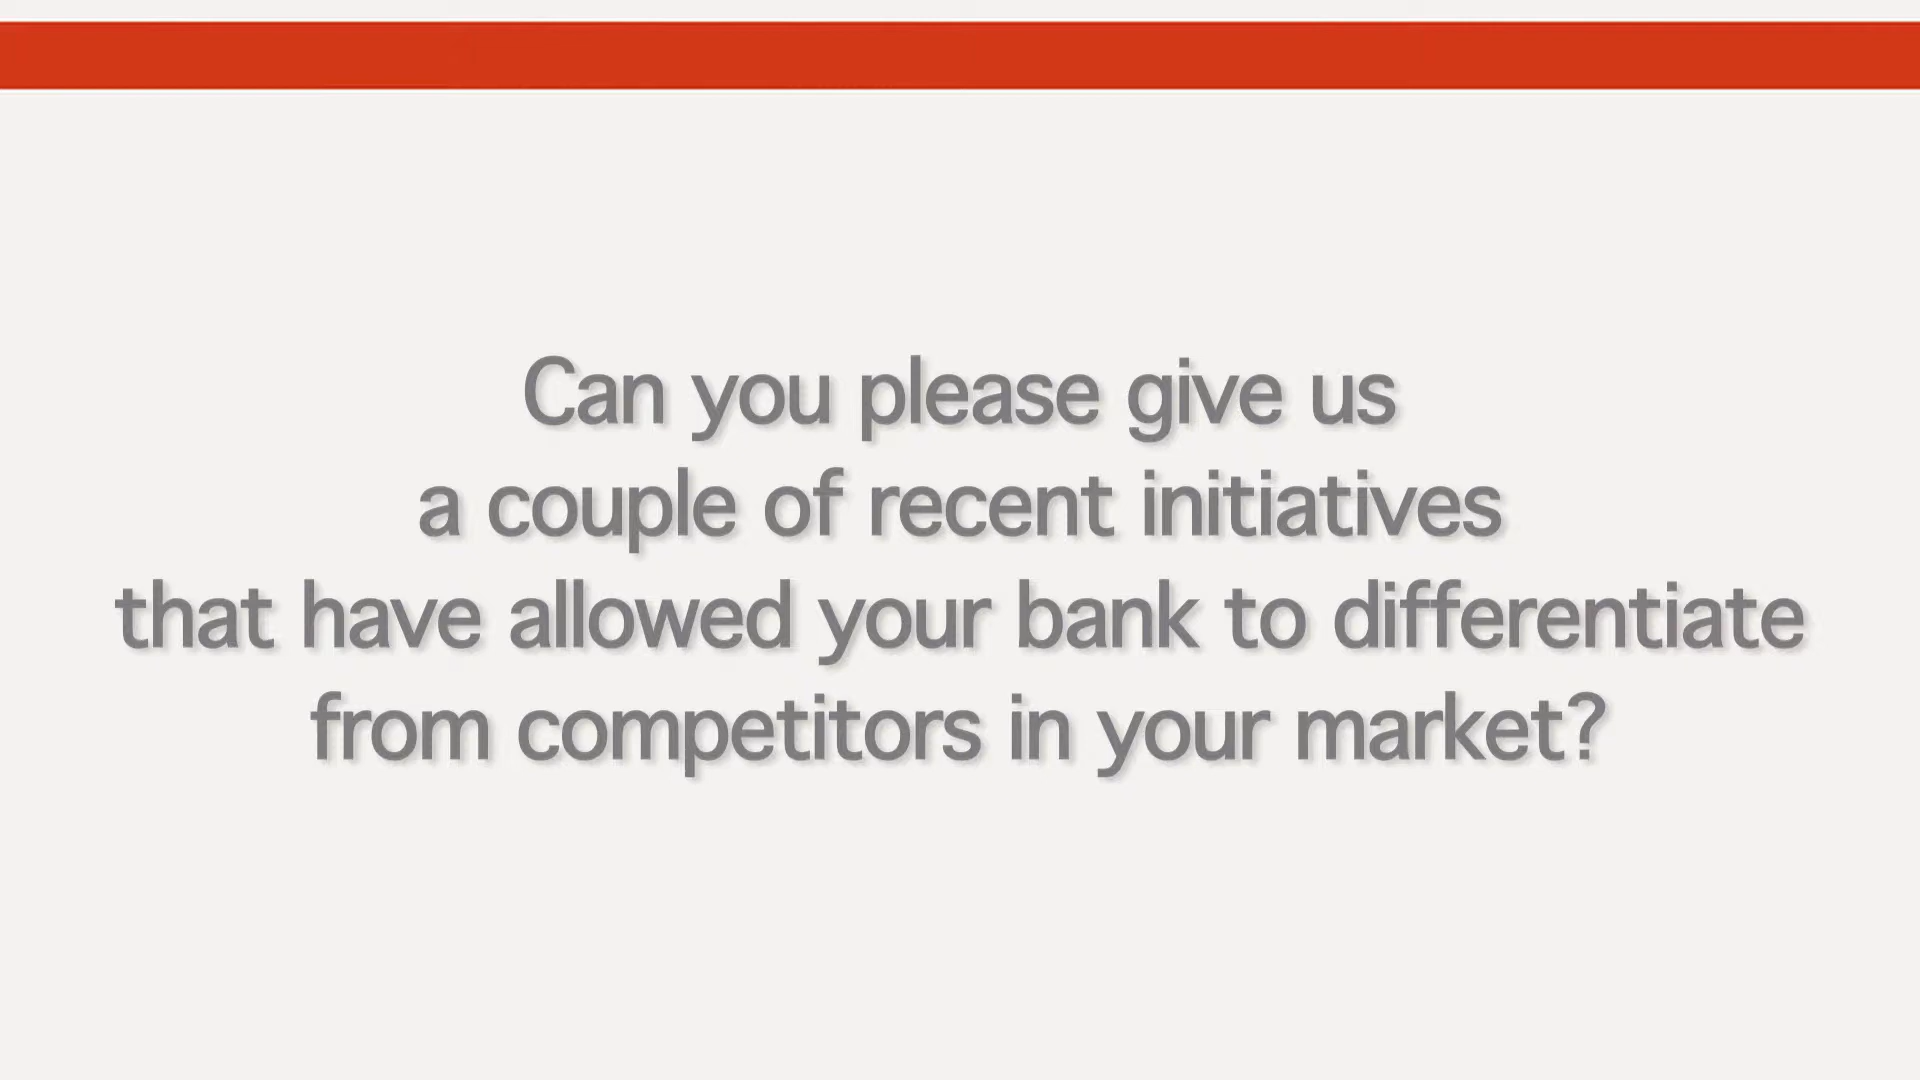 Can you please give us
a couple of recent initiatives
that have allowed your bank to differentiate
from competitors in your market?